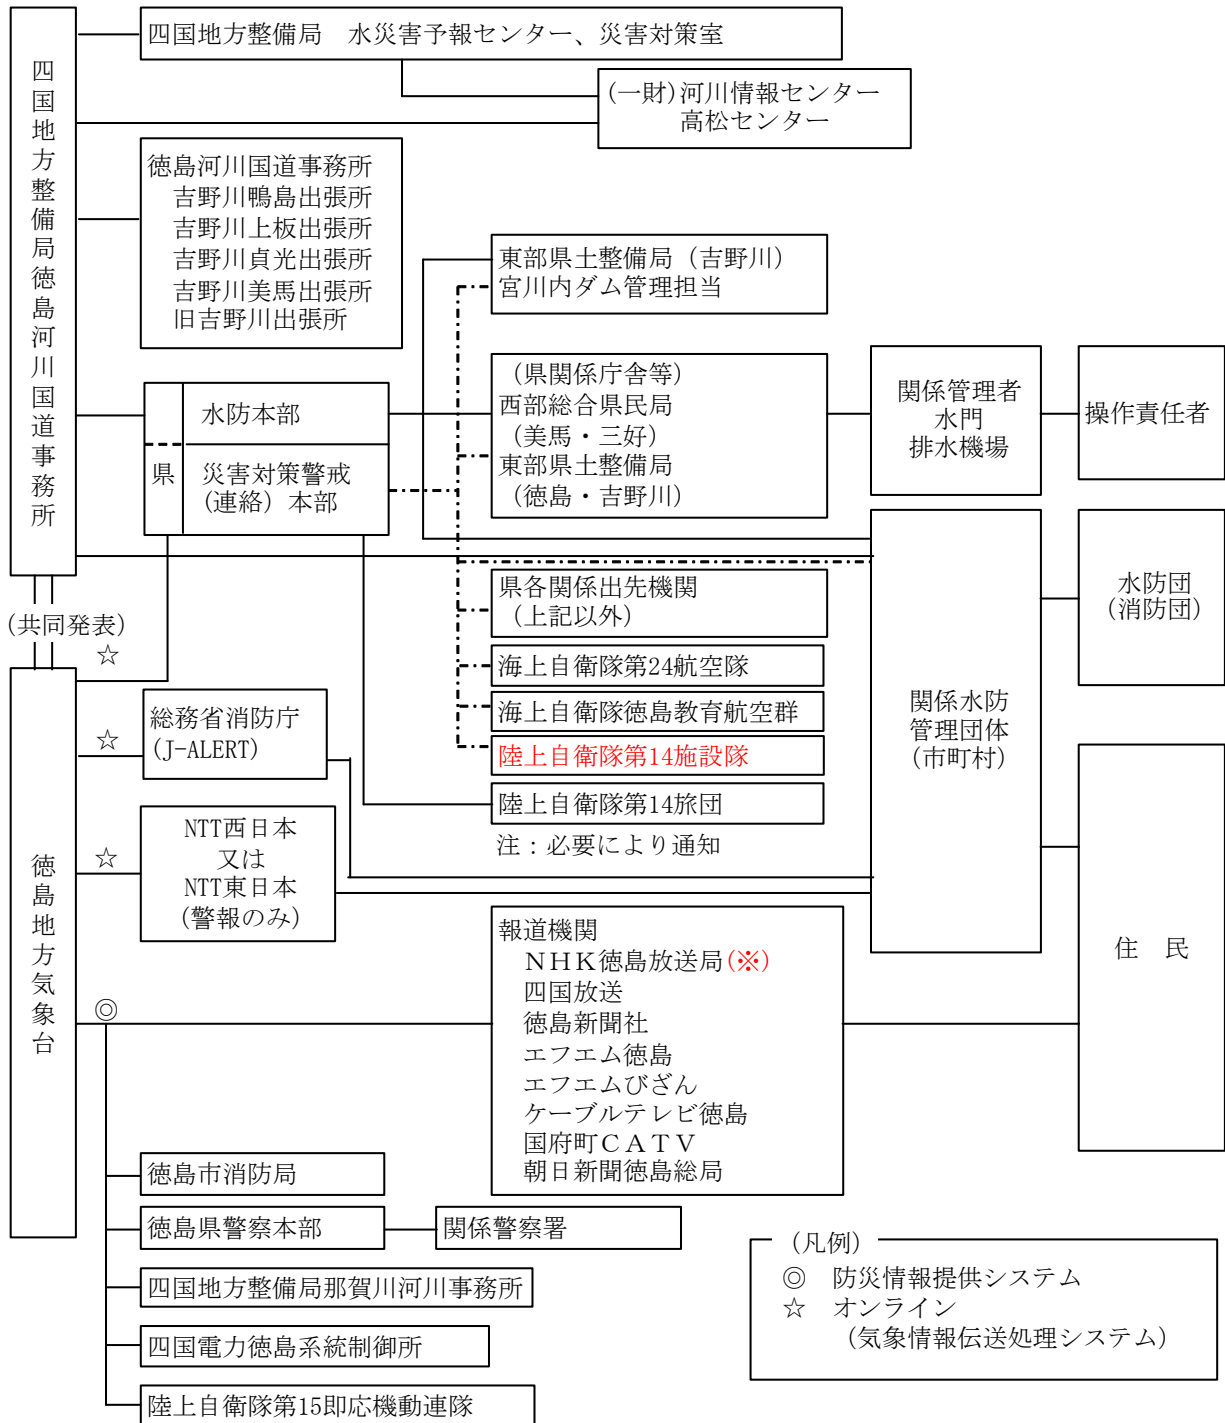 四国地方整備局徳島河川国道事務所
四国地方整備局　水災害予報センター、災害対策室
(一財)河川情報センター
高松センター
徳島河川国道事務所
吉野川鴨島出張所
吉野川上板出張所
吉野川貞光出張所
吉野川美馬出張所
旧吉野川出張所
東部県土整備局（吉野川）
宮川内ダム管理担当
県
水防本部
災害対策警戒
(連絡）本部
（県関係庁舎等）
西部総合県民局
（美馬・三好）
東部県土整備局
（徳島・吉野川）
関係管理者
水門
排水機場
操作責任者
県各関係出先機関
（上記以外）
海上自衛隊第24航空隊
海上自衛隊徳島教育航空群
陸上自衛隊第14施設隊
陸上自衛隊第14旅団
注：必要により通知
関係水防
管理団体
(市町村)
水防団
(消防団)
住　民
(共同発表)
☆
徳島地方気象台
☆
総務省消防庁
(J-ALERT)
☆
NTT西日本
又は
NTT東日本
(警報のみ)
◎
報道機関
ＮＨＫ徳島放送局(※)
四国放送
徳島新聞社
エフエム徳島
エフエムびざん
ケーブルテレビ徳島
国府町ＣＡＴＶ
朝日新聞徳島総局
徳島市消防局
徳島県警察本部
関係警察署
四国地方整備局那賀川河川事務所
四国電力徳島系統制御所
陸上自衛隊第15即応機動連隊
（凡例）
◎　防災情報提供システム
☆　オンライン
（気象情報伝送処理システム）